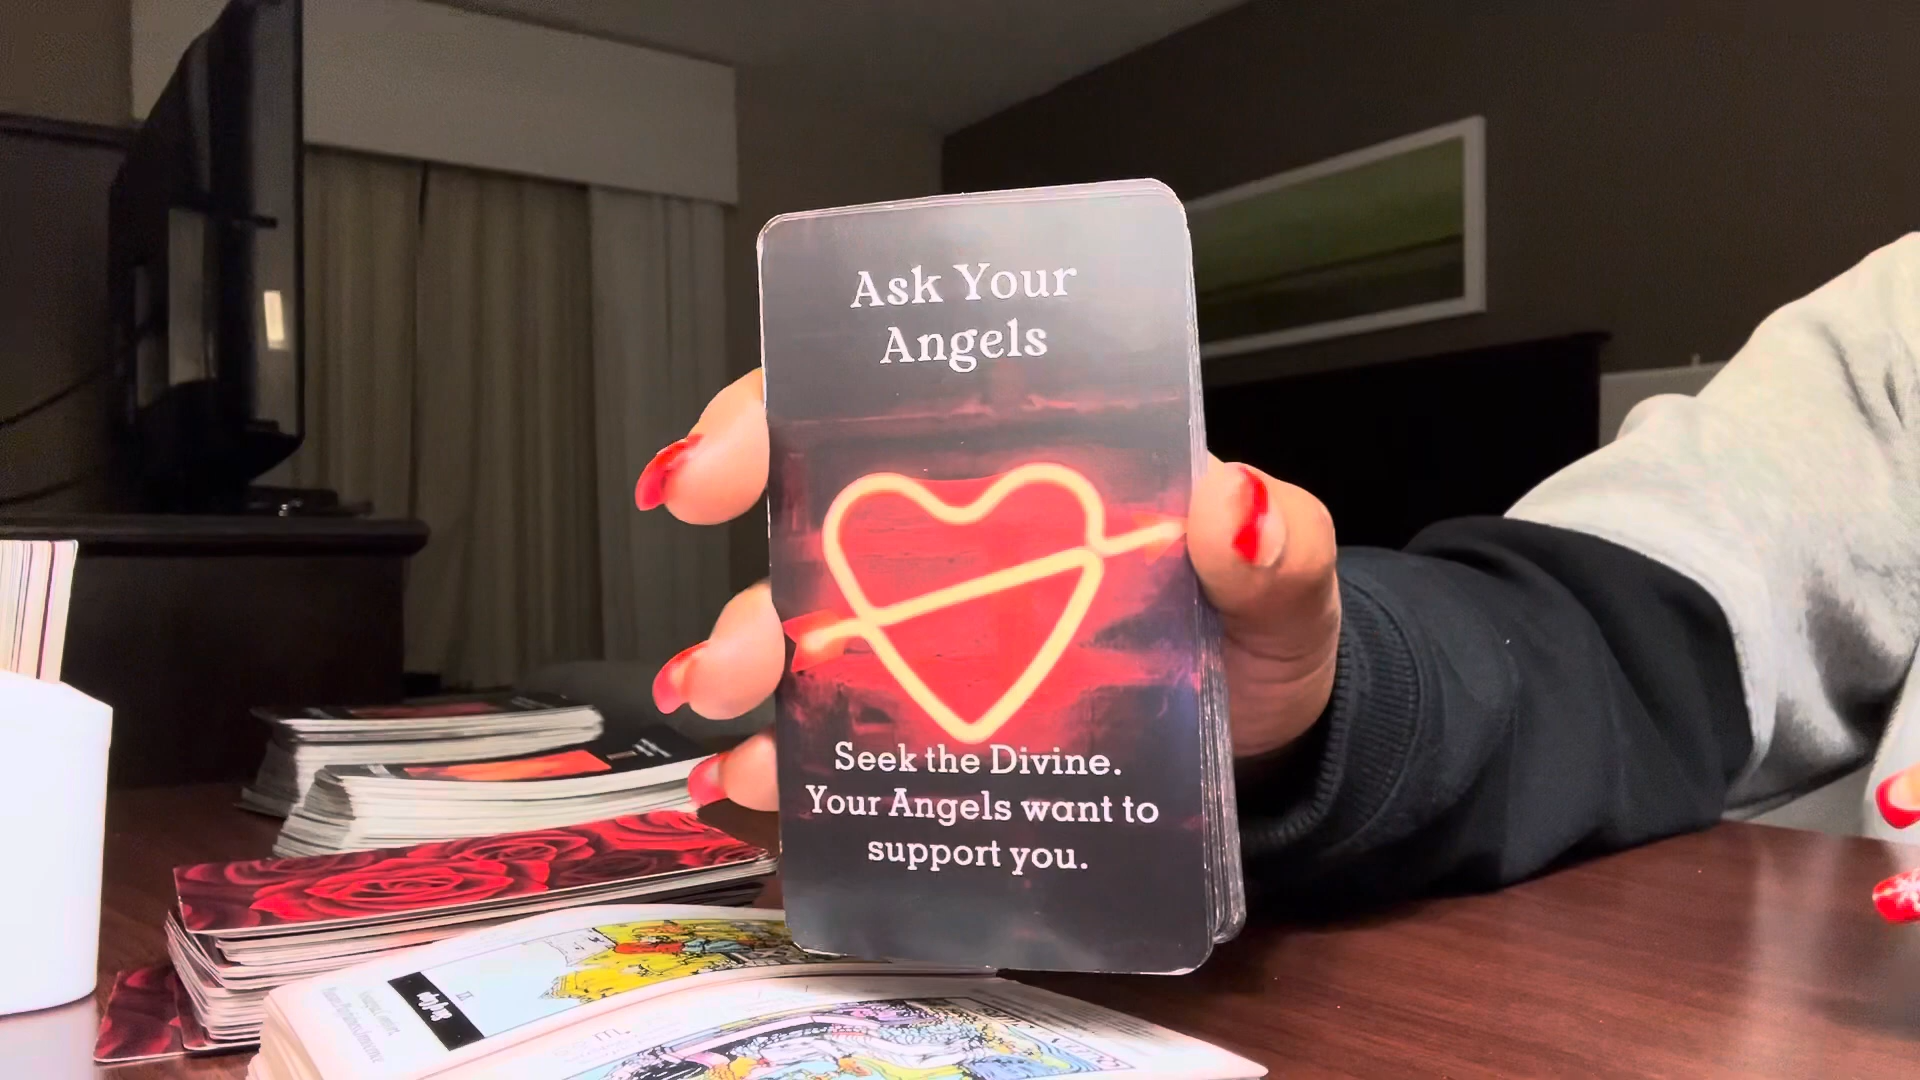 Ask Your
Angels
Seek the Divine.
Your Angels want to
support you.